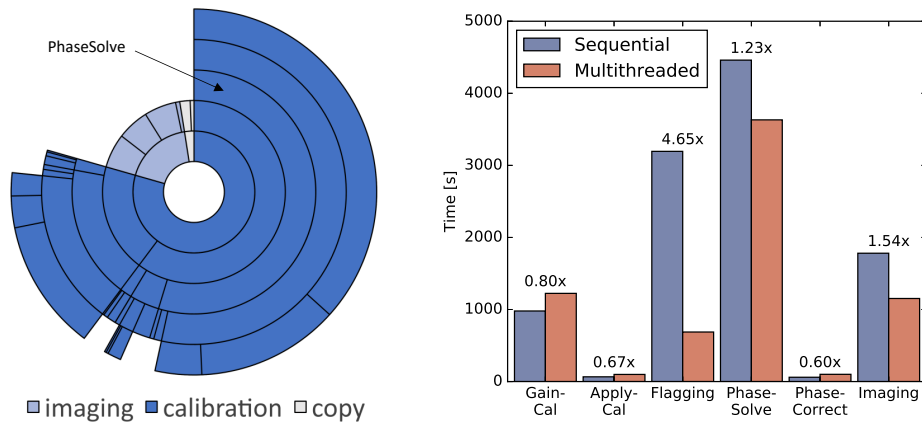 PhaseSolve
imaging calibration copy
5000
4000
3000
2000
1000
0
Time [s]
Sequential
Multithreaded
0.80x
0.67x
4.65x
1.23x
0.60x
1.54x
Gain-
Cal
Apply-
Cal
Flagging
Phase-
Solve
Phase-
Correct
Imaging